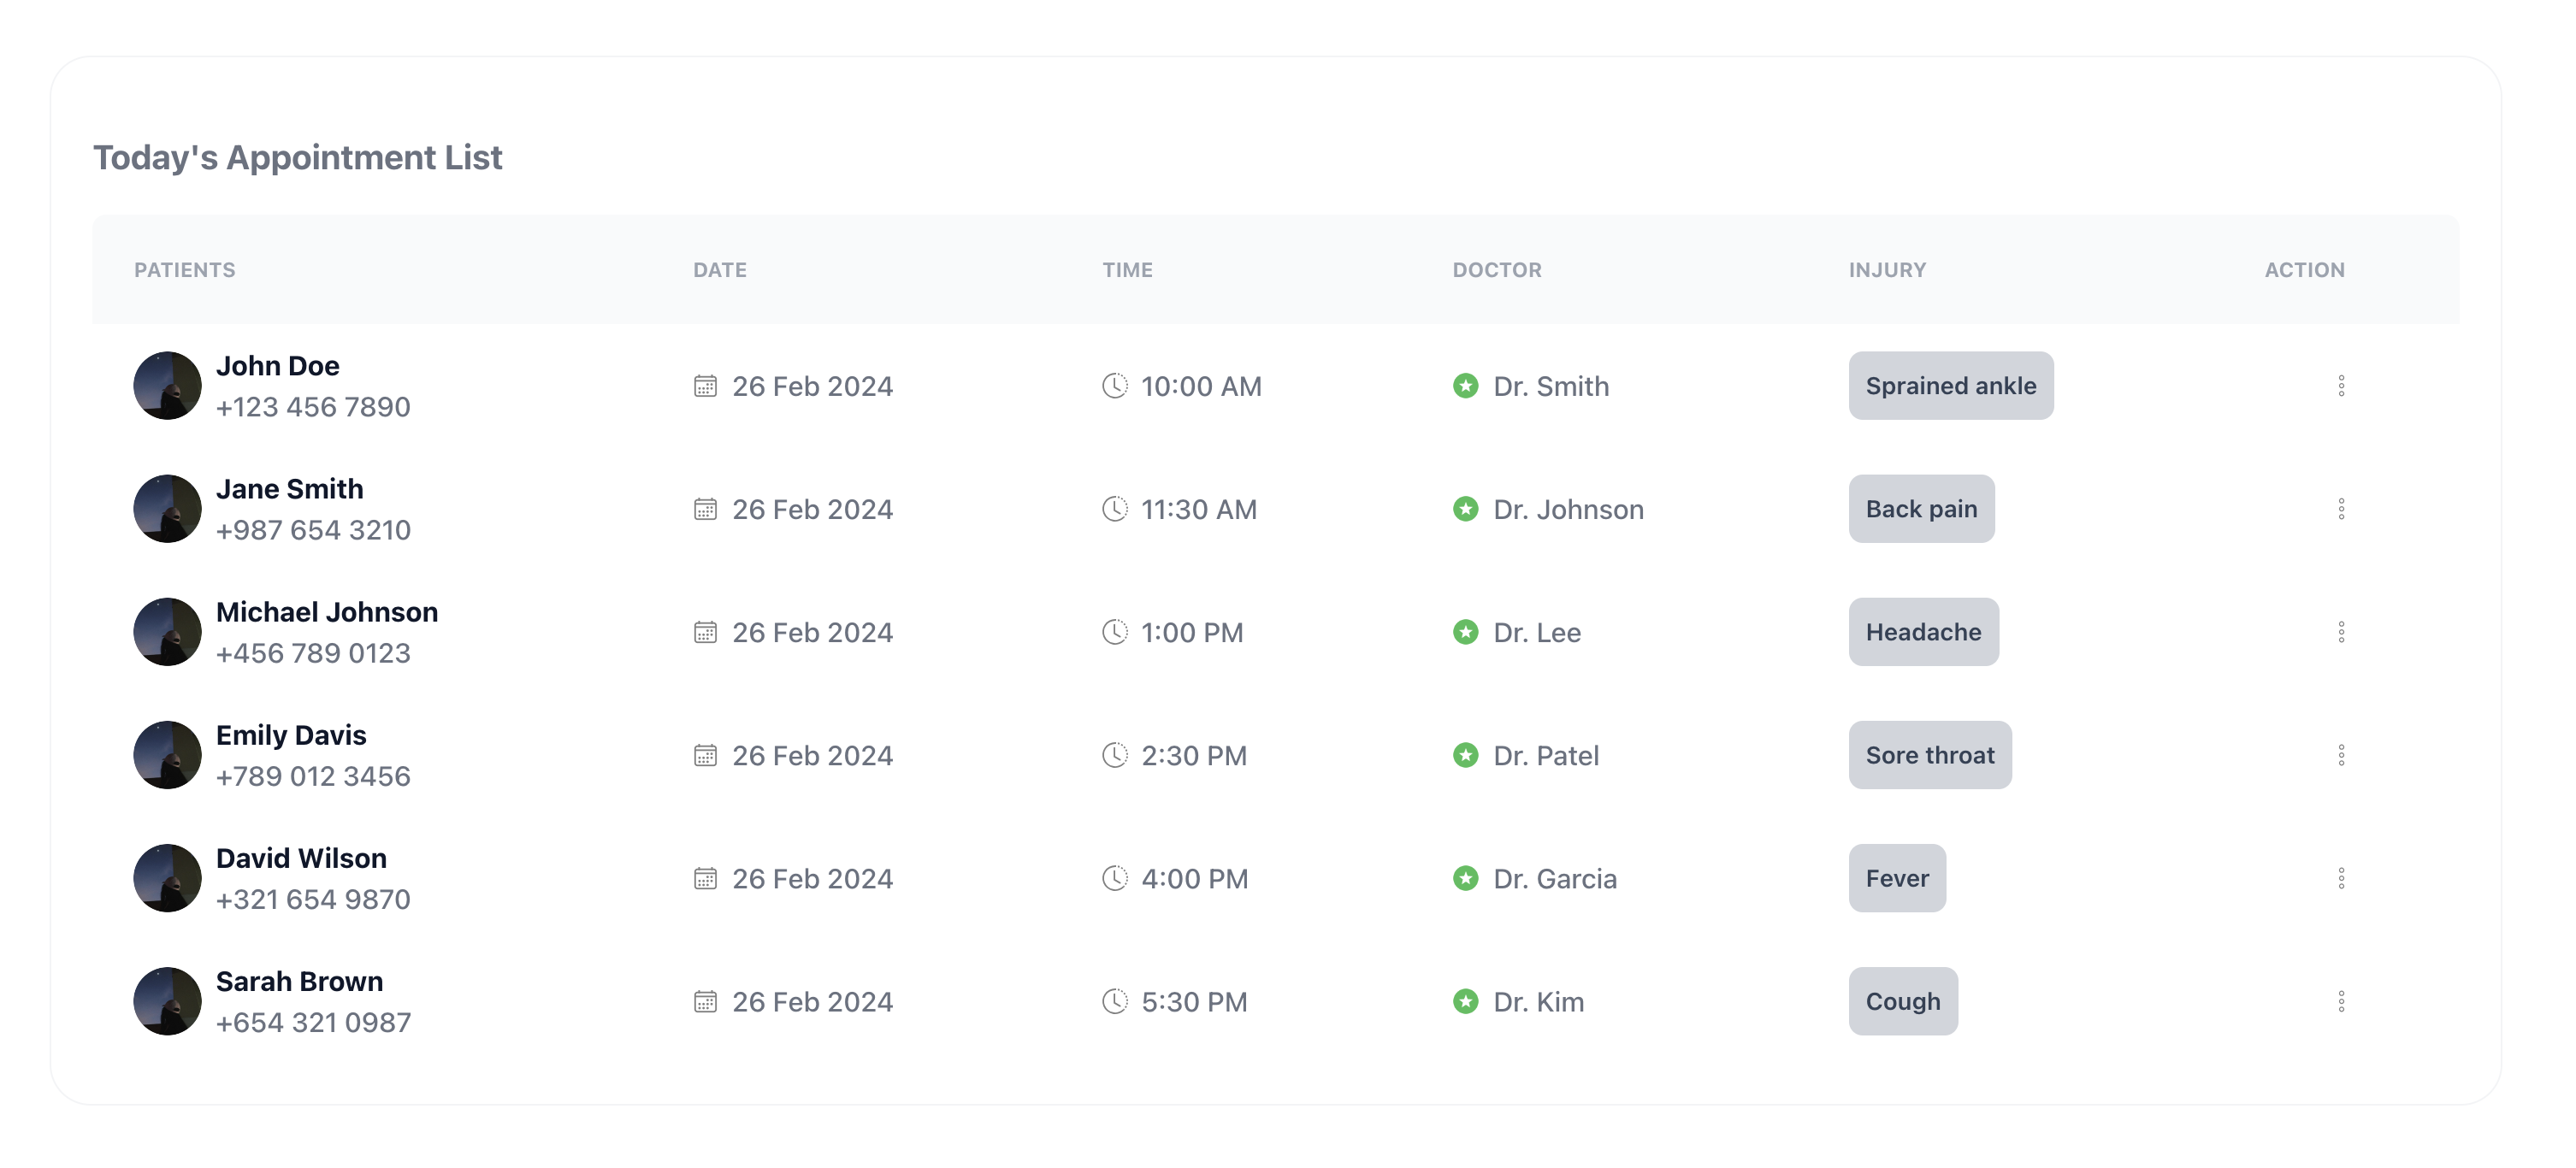 Today's Appointment List
PATIENTS DATE TIME DOCTOR INJURY ACTION
John Doe
+123 456 7890
26 Feb 2024 10:00 AM Dr. Smith Sprained ankle
Jane Smith
+987 654 3210
26 Feb 2024 11:30 AM Dr. Johnson Back pain
Michael Johnson
+456 789 0123
26 Feb 2024 1:00 PM Dr. Lee Headache
Emily Davis
+789 012 3456
26 Feb 2024 2:30 PM Dr. Patel Sore throat
David Wilson
+321 654 9870
26 Feb 2024 4:00 PM Dr. Garcia Fever
Sarah Brown
+654 321 0987
26 Feb 2024 5:30 PM Dr. Kim Cough